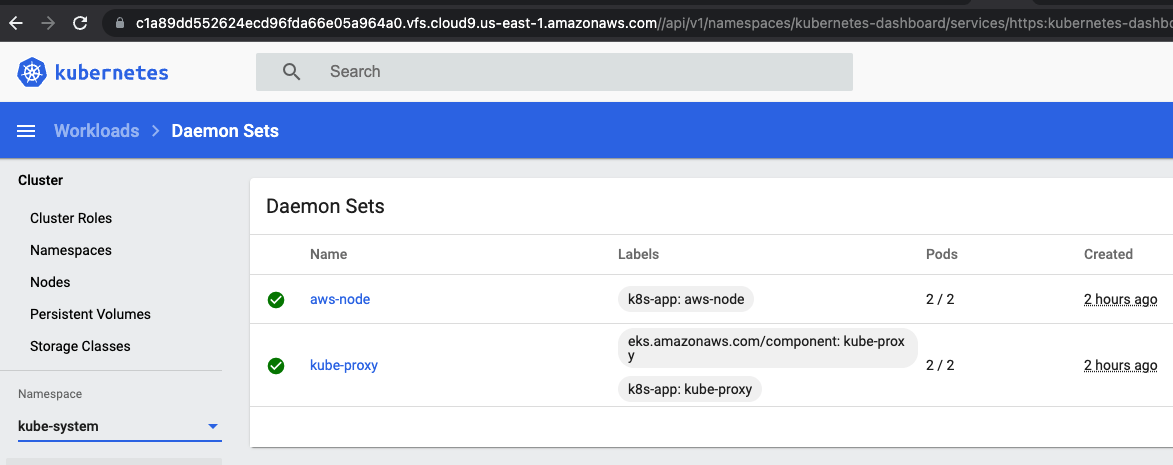 c1a89dd552624ecd96fda66e05a964a0.vfs.cloud9.us-east-1.amazonaws.com//api/v1/namespaces/kubernetes-dashboard/services/https:kubernetes-dashbo
kubernetes
Search
Workloads > Daemon Sets
Cluster
Cluster Roles
Namespaces
Nodes
Persistent Volumes
Storage Classes
Namespace
kube-system
Daemon Sets
Name Labels Pods Created
aws-node k8s-app: aws-node 2 / 2 2 hours ago
eks.amazonaws.com/component: kube-prox
y
kube-proxy 2 / 2 2 hours ago
k8s-app: kube-proxy